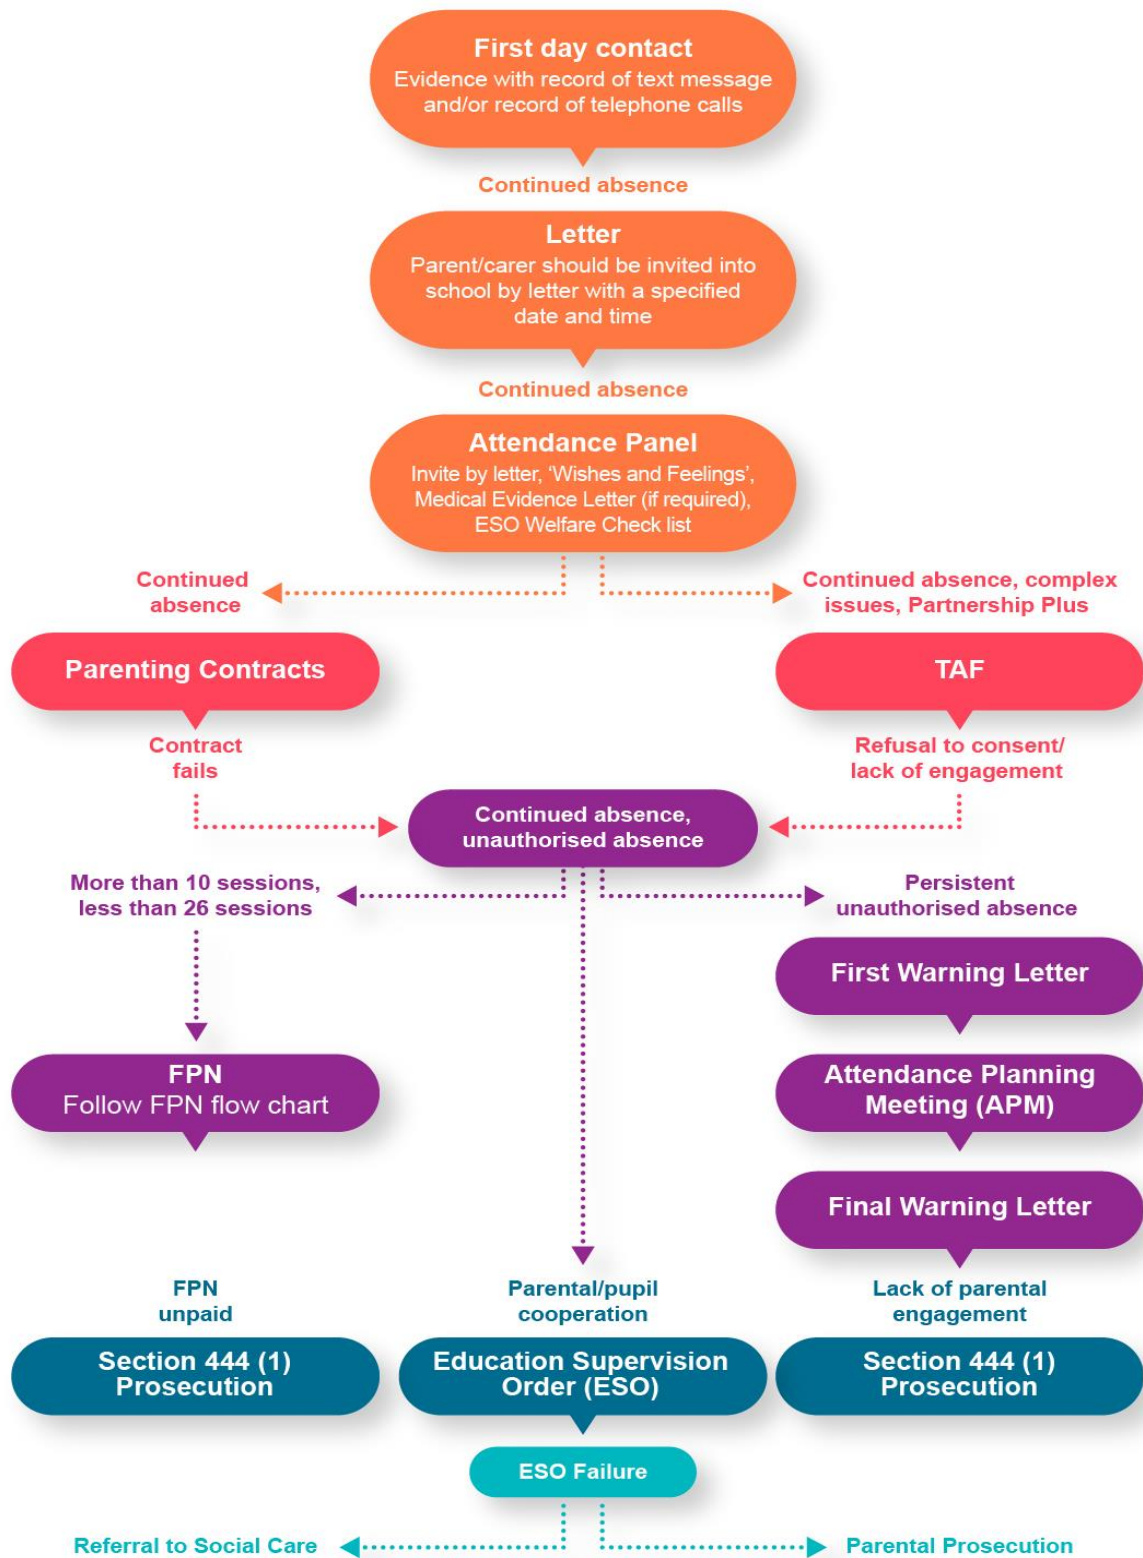 First day contact
Evidence with record of text message
and/or record of telephone calls
Continued absence
Letter
Parent/carer should be invited into
school by letter with a specified
date and time
Continued absence
Attendance Panel
Invite by letter, ‘Wishes and Feelings’,
Medical Evidence Letter (if required),
ESO Welfare Check list
Continued
absence
Continued absence, complex
issues, Partnership Plus
Parenting Contracts
TAF
Contract
fails
Refusal to consent/
lack of engagement
Continued absence,
unauthorised absence
More than 10 sessions,
less than 26 sessions
Persistent
unauthorised absence
First Warning Letter
FPN
Follow FPN flow chart
Attendance Planning
Meeting (APM)
Final Warning Letter
FPN
unpaid
Parental/pupil
cooperation
Lack of parental
engagement
Section 444 (1)
Prosecution
Education Supervision
Order (ESO)
Section 444 (1)
Prosecution
ESO Failure
Referral to Social Care
Parental Prosecution